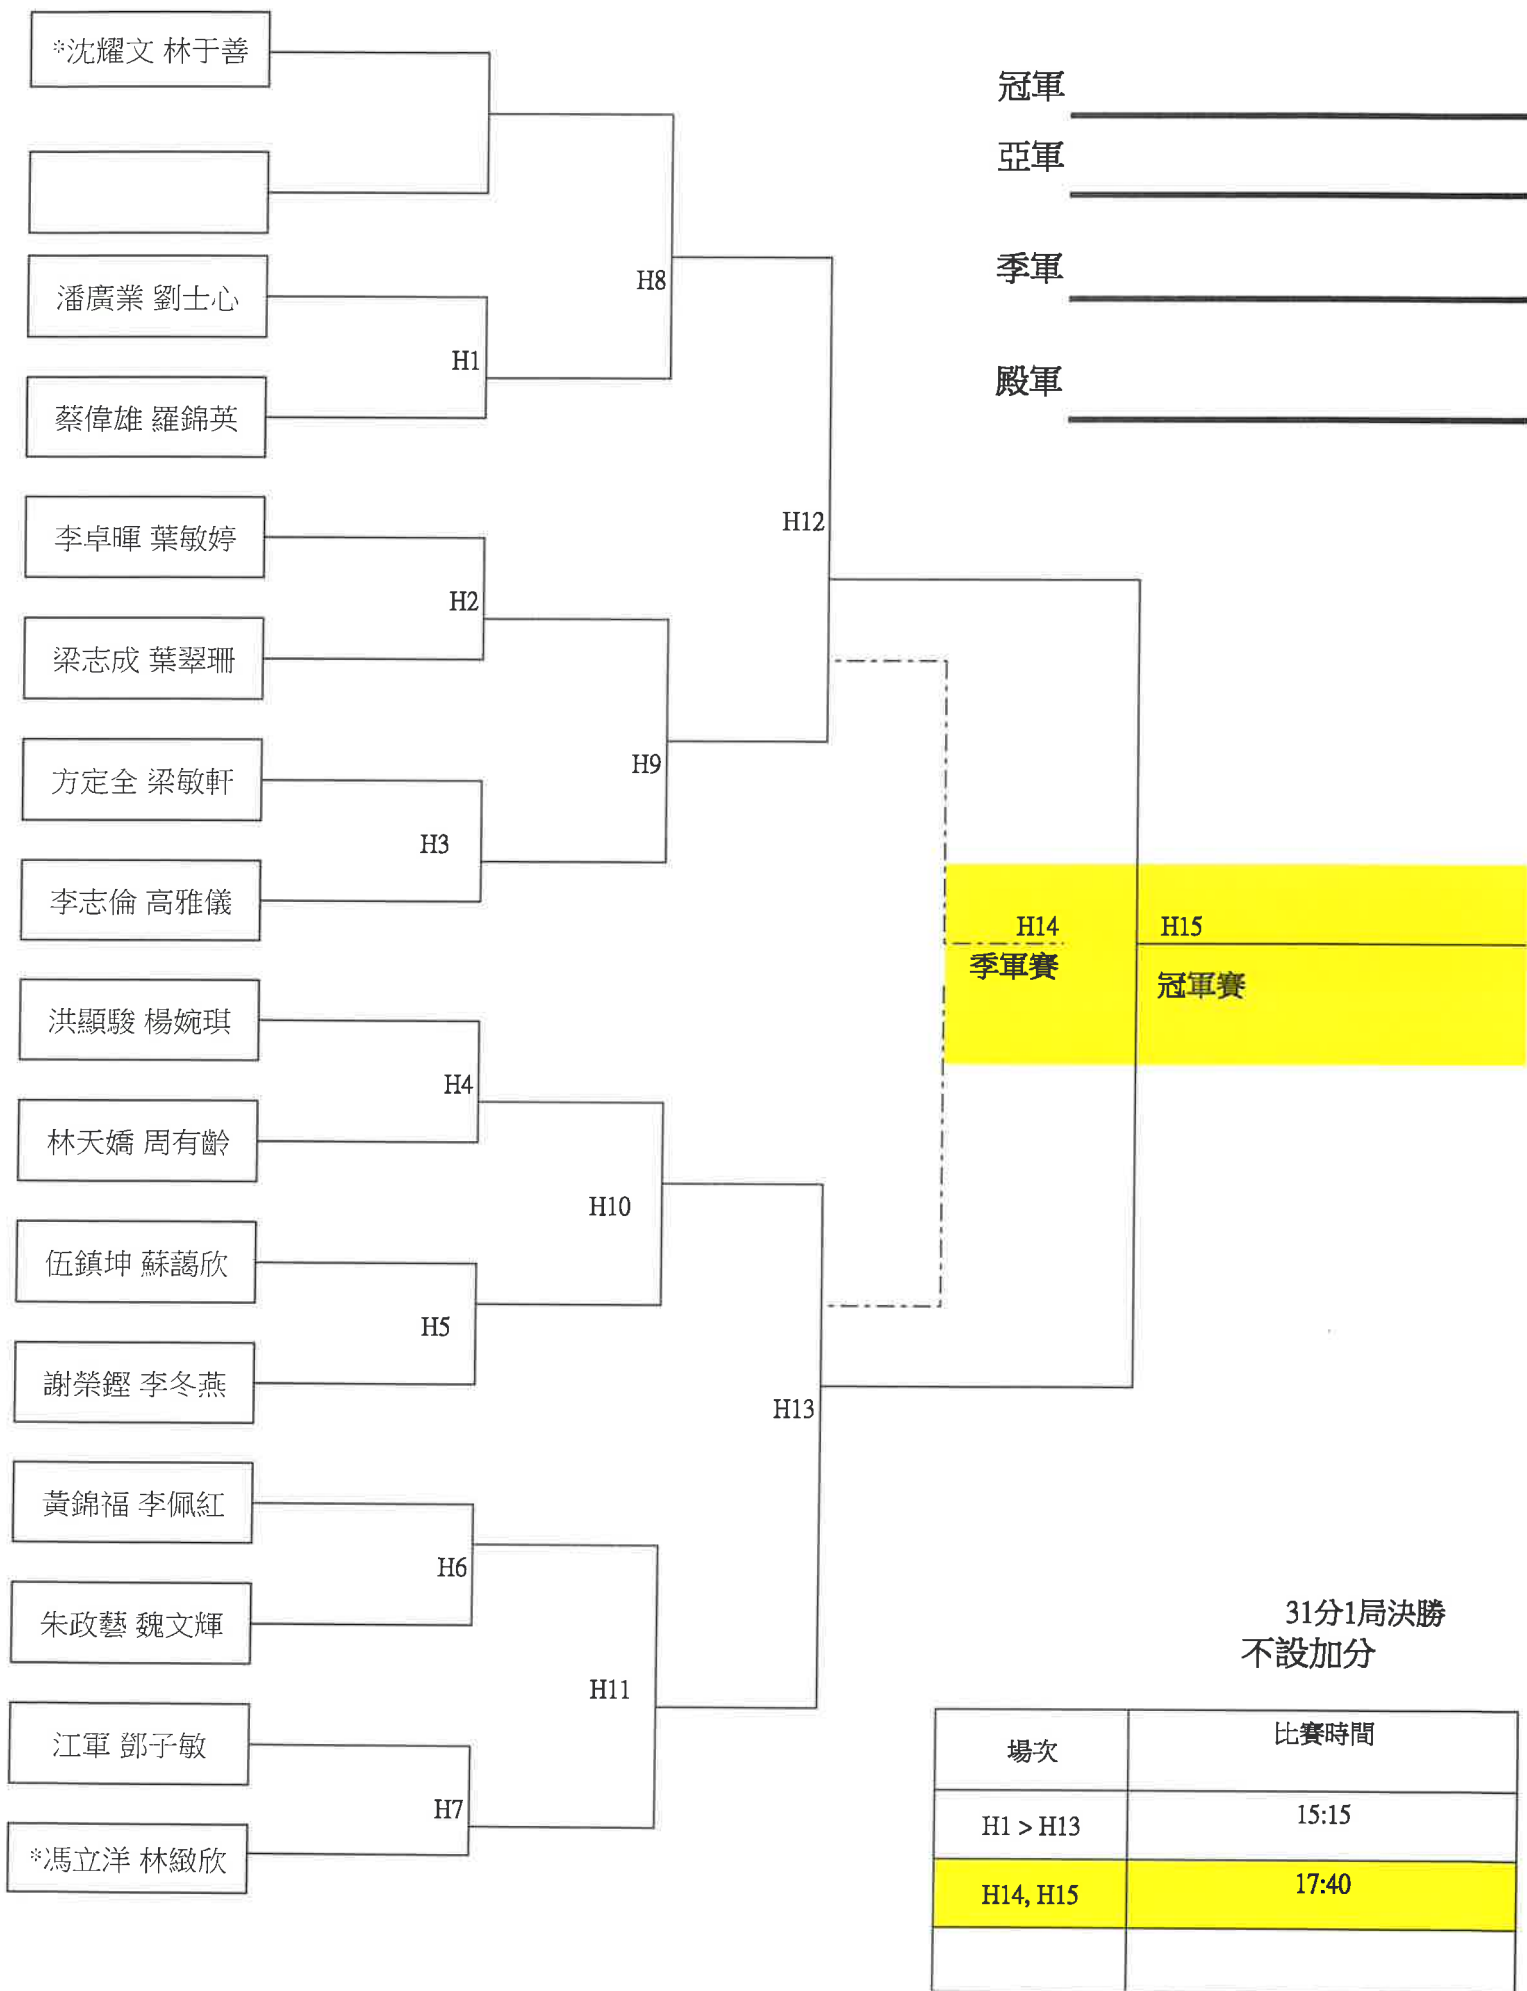 *沈耀文 林于善
潘廣業 劉士心
蔡偉雄 羅錦英
李卓暉 葉敏婷
梁志成 葉翠珊
方定全 梁敏軒
李志倫 高雅儀
洪顯駿 楊婉琪
林天嬌 周有齡
伍鎮坤 蘇藹欣
謝榮鏗 李冬燕
黃錦福 李佩紅
朱政藝 魏文輝
江軍 鄧子敏
*馮立洋 林緻欣
H1
H2
H3
H4
H5
H6
H7
H8
H9
H10
H11
H12
H13
H14
季軍賽
H15
冠軍賽
冠軍
亞軍
季軍
殿軍
31分1局決勝
不設加分
場次 比賽時間
H1 > H13 15:15
H14, H15 17:40